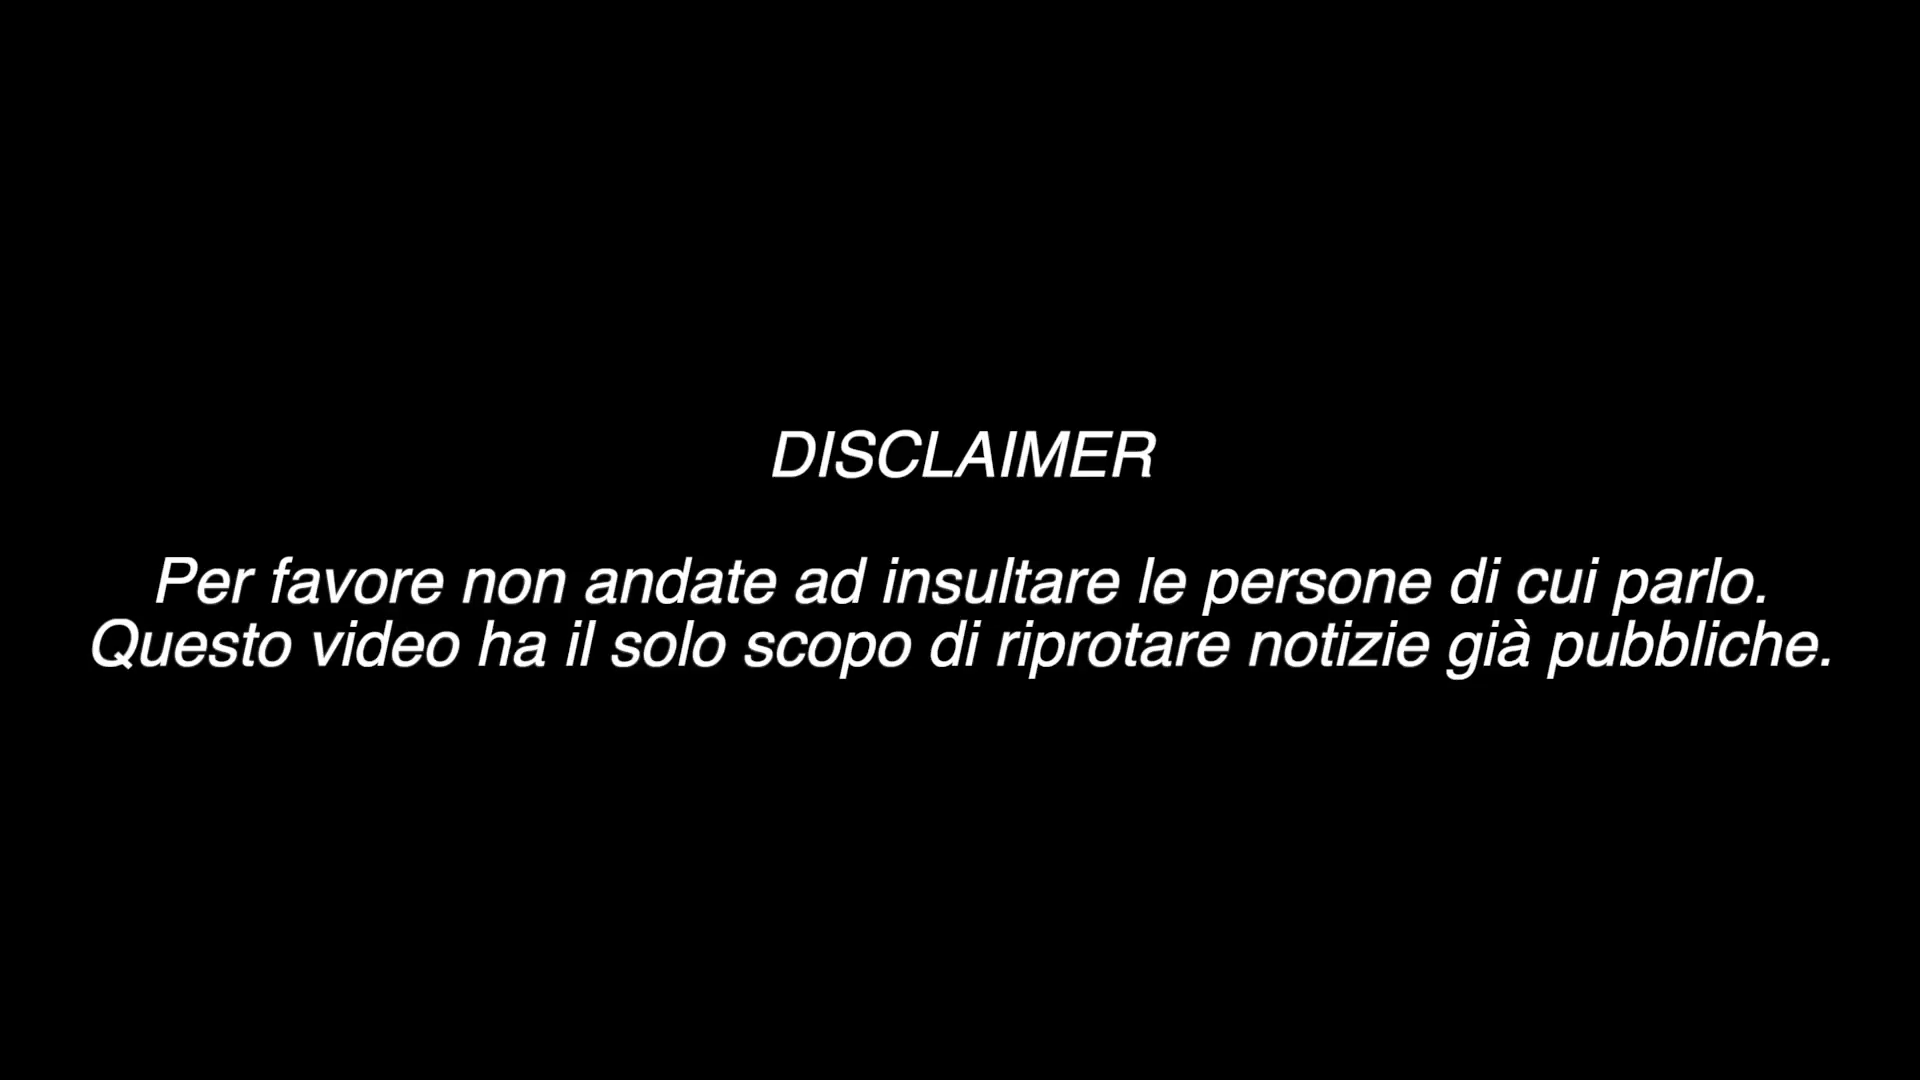 DISCLAIMER
Per favore non andate ad insultare le persone di cui parlo.
Questo video ha il solo scopo di riprotare notizie già pubbliche.